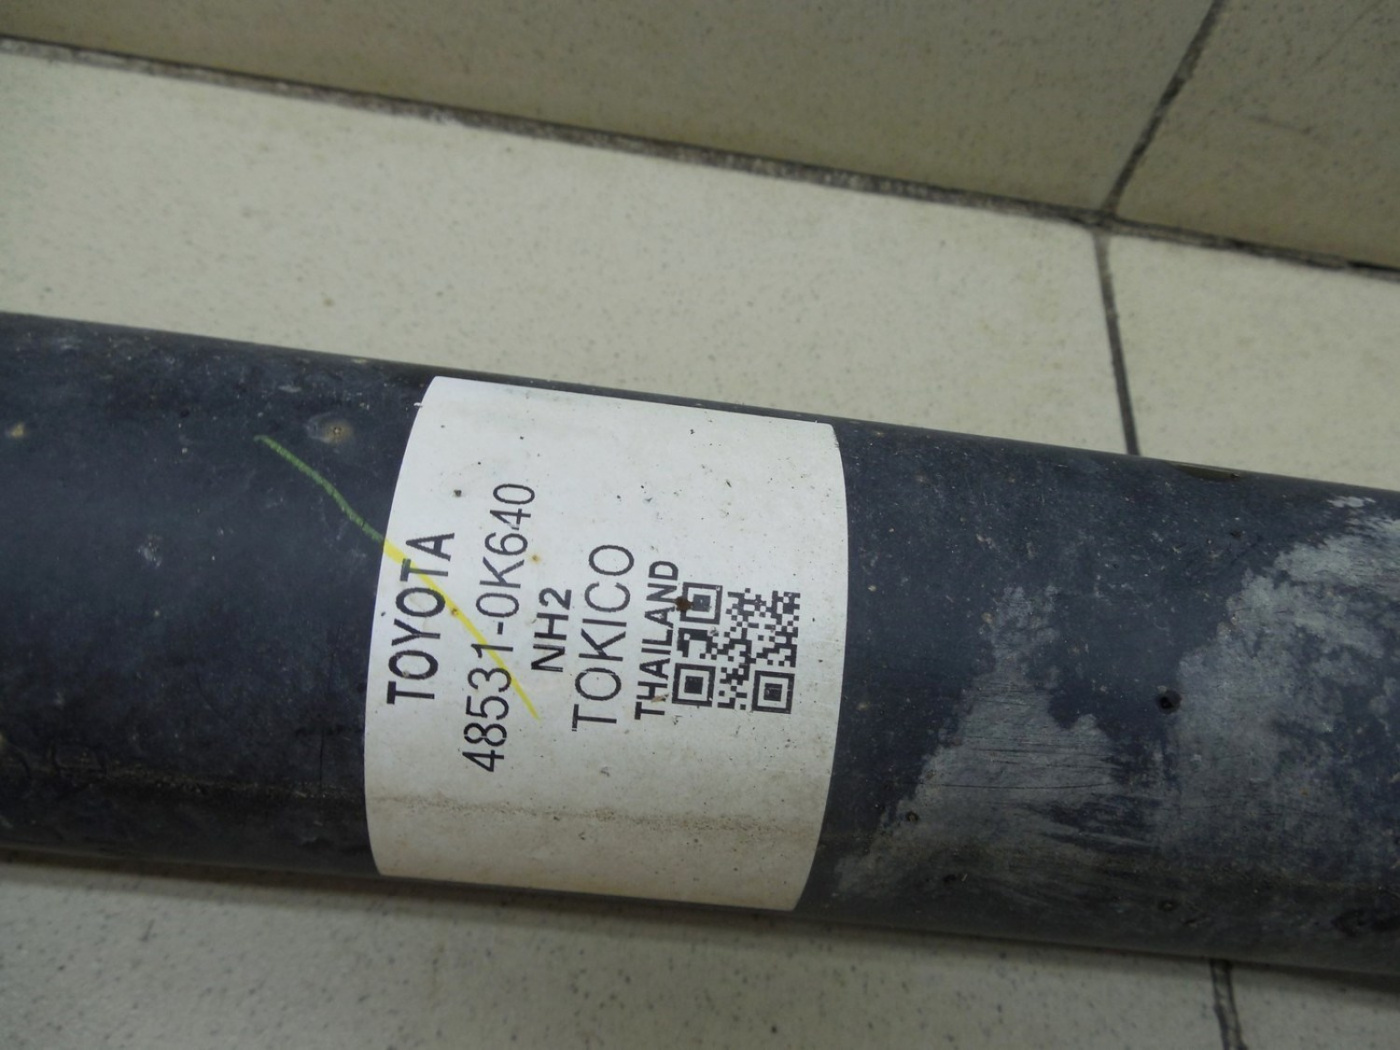 TOYOTA
48531-0K640
NH2
TOKICO
THAILAND